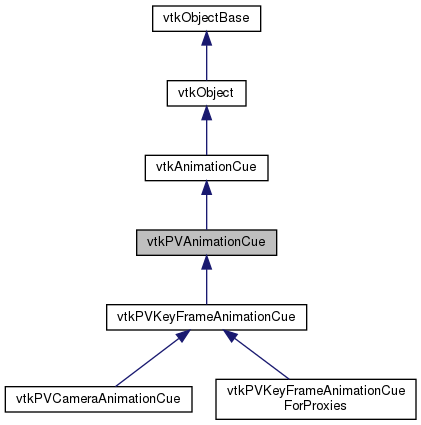 vtkObjectBase
vtkObject
vtkAnimationCue
vtkPVAnimationCue
vtkPVKeyFrameAnimationCue
vtkPVCameraAnimationCue
vtkPVKeyFrameAnimationCue
ForProxies